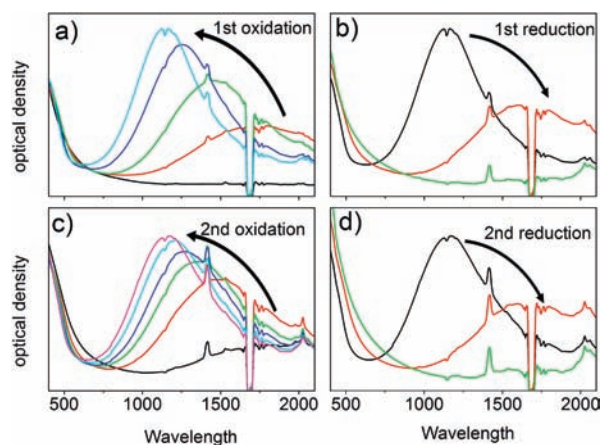 a)
1st oxidation
b)
1st reduction
optical density
c)
2nd oxidation
d)
2nd reduction
optical density
500 1000 1500 2000
500 1000 1500 2000
Wavelength
Wavelength